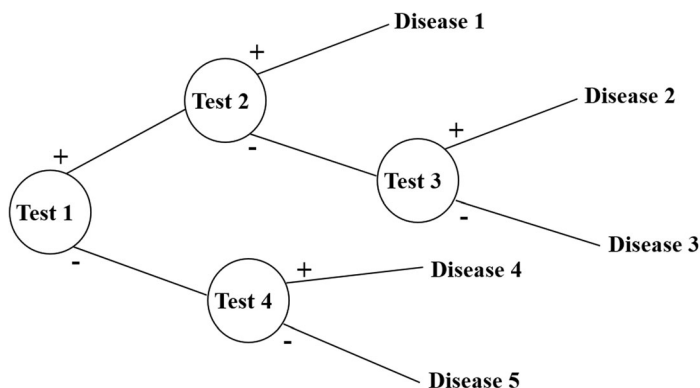 Disease 1
+
Test 2
Disease 2
-
+
+
Test 3
Test 1
-
Disease 3
-
+
Disease 4
Test 4
-
Disease 5